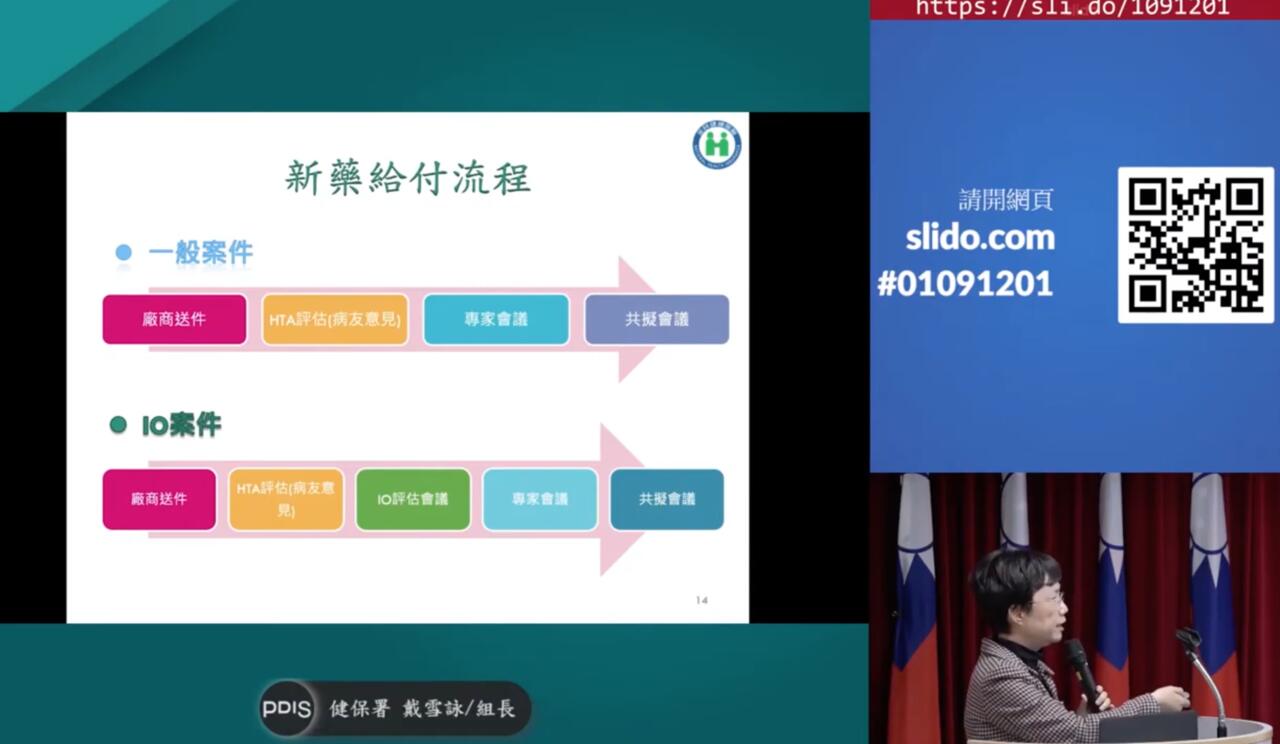 新藥給付流程
一般案件
廠商送件
HTA評估(病友意見)
專家會議
共擬會議
IO案件
廠商送件
HTA評估(病友意
見)
IO評估會議
專家會議
共擬會議
14
PDIS 健保署 戴雪詠/組長
https://sli.do/1091201
請開網頁
slido.com
#01091201